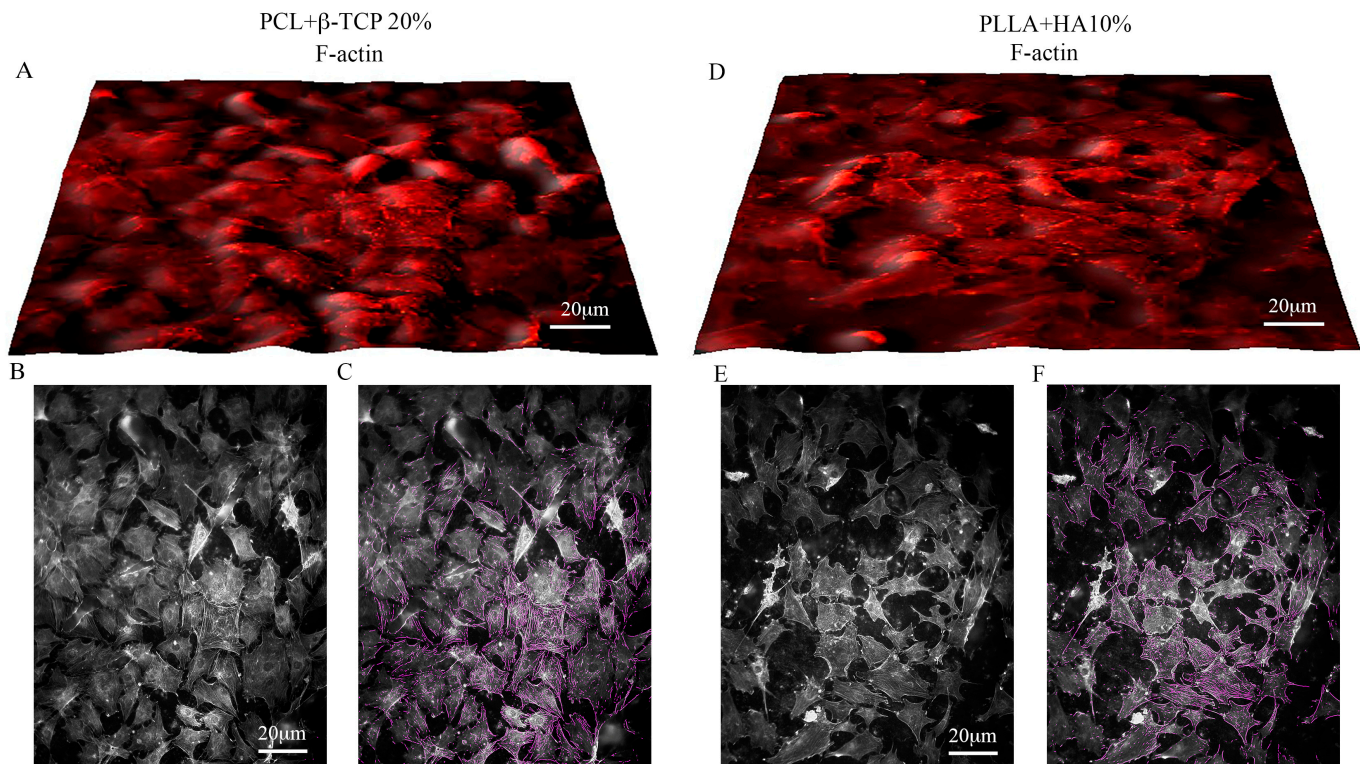 PCL+β-TCP 20%
F-actin
PLLA+HA10%
F-actin
A
D
20μm
20μm
B
C
E
F
20μm
20μm